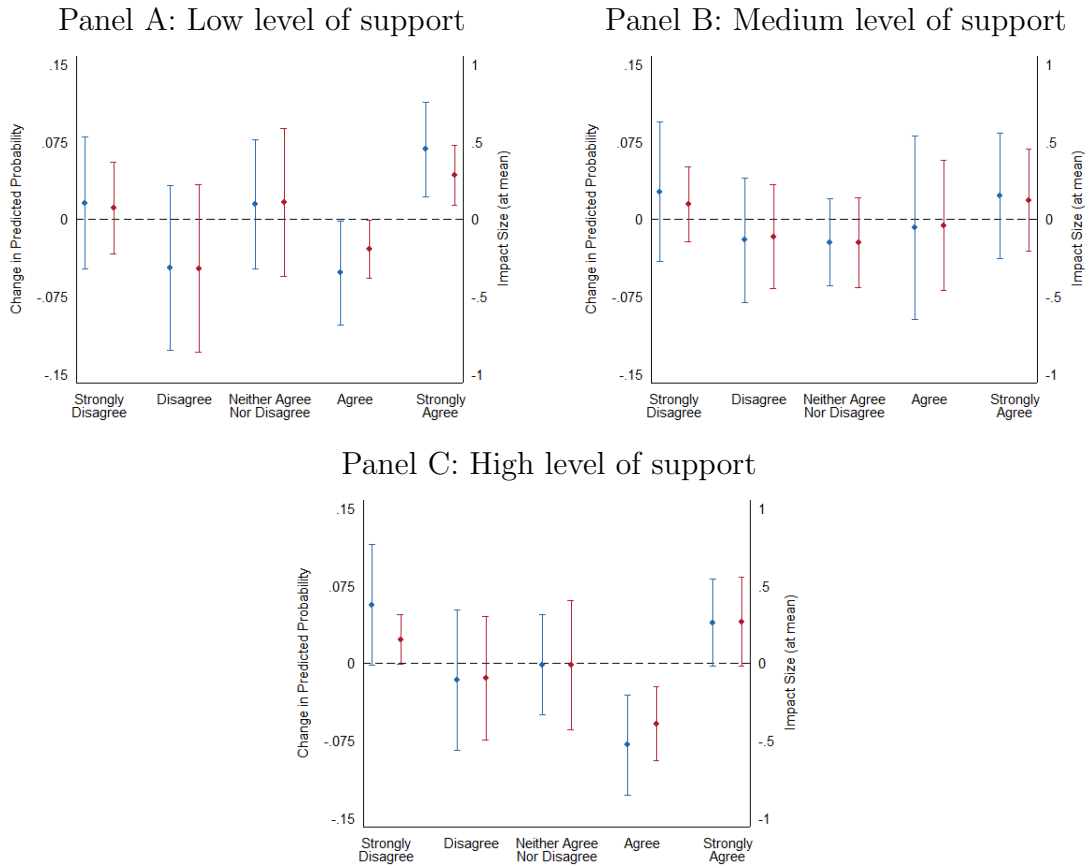 Panel A: Low level of support
.15
.075
0
-.075
-.15
Change in Predicted Probability
1
.5
0
-.5
-1
Impact Size (at mean)
Strongly Disagree
Disagree
Neither Agree Nor Disagree
Agree
Strongly Agree
Panel B: Medium level of support
.15
.075
0
-.075
-.15
Change in Predicted Probability
1
.5
0
-.5
-1
Impact Size (at mean)
Strongly Disagree
Disagree
Neither Agree Nor Disagree
Agree
Strongly Agree
Panel C: High level of support
.15
.075
0
-.075
-.15
Change in Predicted Probability
1
.5
0
-.5
-1
Impact Size (at mean)
Strongly Disagree
Disagree
Neither Agree Nor Disagree
Agree
Strongly Agree